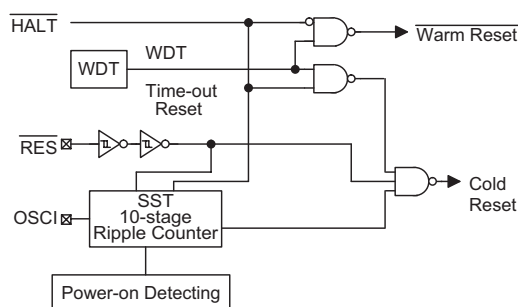 HALT
Warm Reset
WDT
WDT
Time-out
Reset
RES
Cold
Reset
OSCI
SST
10-stage
Ripple Counter
Power-on Detecting